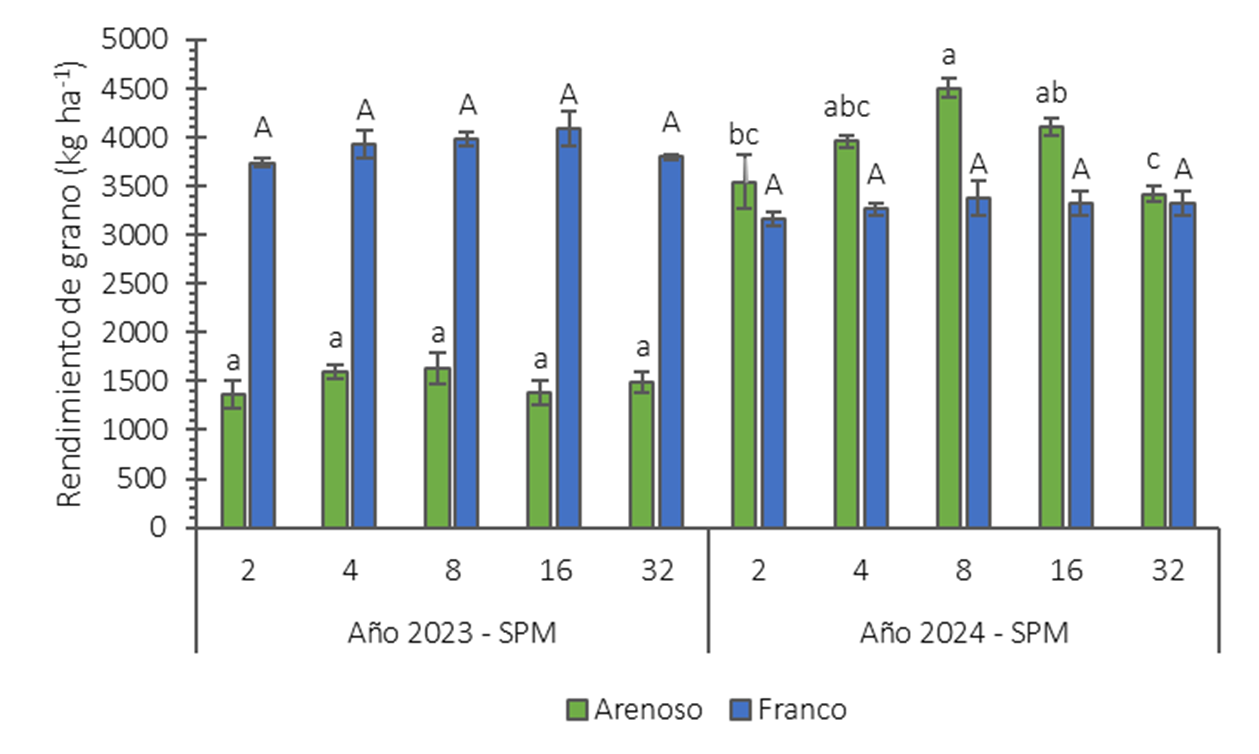 Rendimiento de grano (kg ha-1)
5000
4500
4000
3500
3000
2500
2000
1500
1000
500
0
a A a A a A a A a A bc A abc A a A ab A c A
2 4 8 16 32 2 4 8 16 32
Año 2023 - SPM Año 2024 - SPM
Arenoso Franco